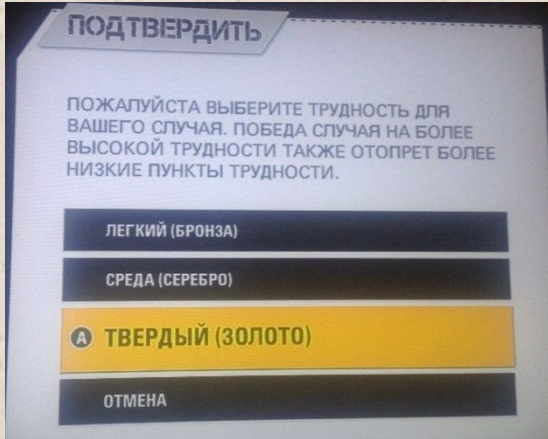 ПОДТВЕРДИТЬ
ПОЖАЛУЙСТА ВЫБЕРИТЕ ТРУДНОСТЬ ДЛЯ
ВАШЕГО СЛУЧАЯ. ПОБЕДА СЛУЧАЯ НА БОЛЕЕ
ВЫСОКОЙ ТРУДНОСТИ ТАКЖЕ ОТОПРЕТ БОЛЕЕ
НИЗКИЕ ПУНКТЫ ТРУДНОСТИ.
ЛЕГКИЙ (БРОНЗА)
СРЕДА (СЕРЕБРО)
A ТВЕРДЫЙ (ЗОЛОТО)
ОТМЕНА